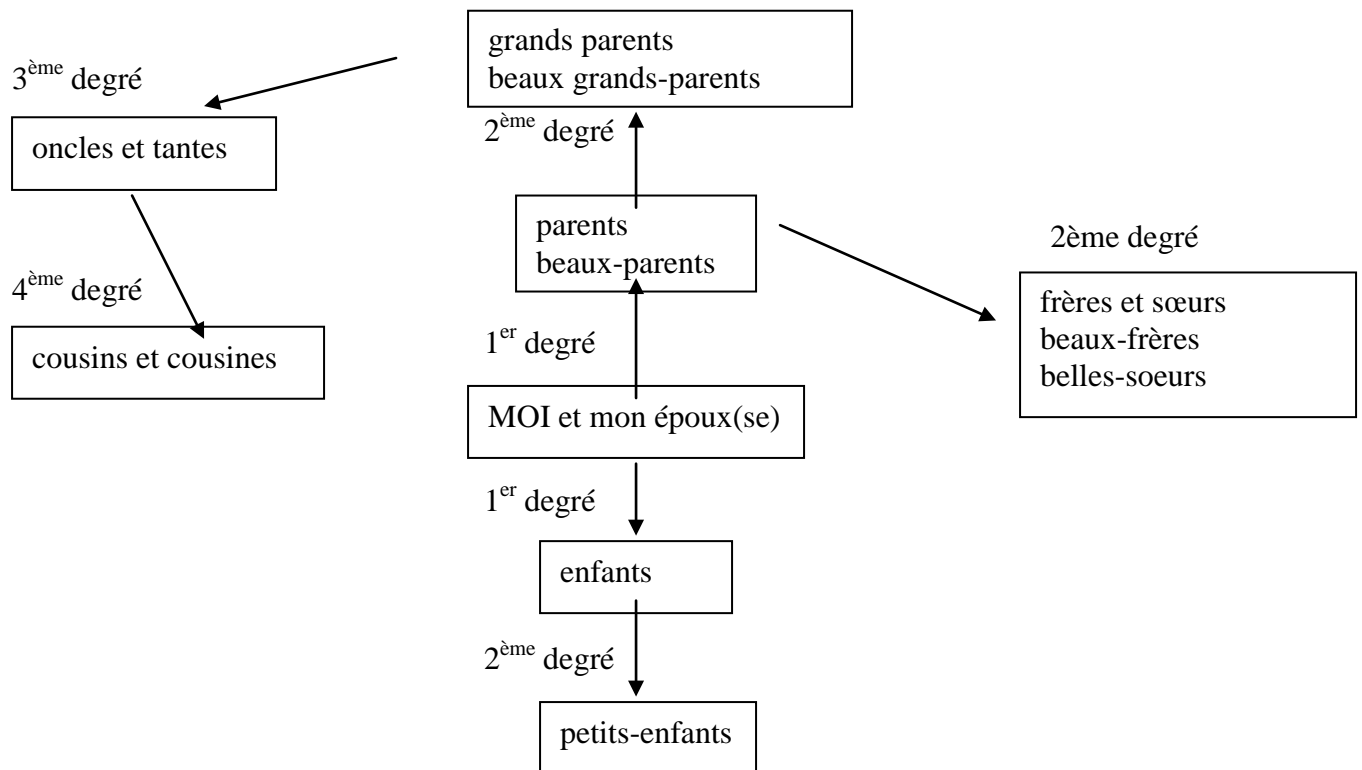 grands parents
beaux grands-parents
3ème degré
2ème degré
oncles et tantes
parents
beaux-parents
2ème degré
4ème degré
frères et sœurs
beaux-frères
belles-soeurs
cousins et cousines
1er degré
MOI et mon époux(se)
1er degré
enfants
2ème degré
petits-enfants